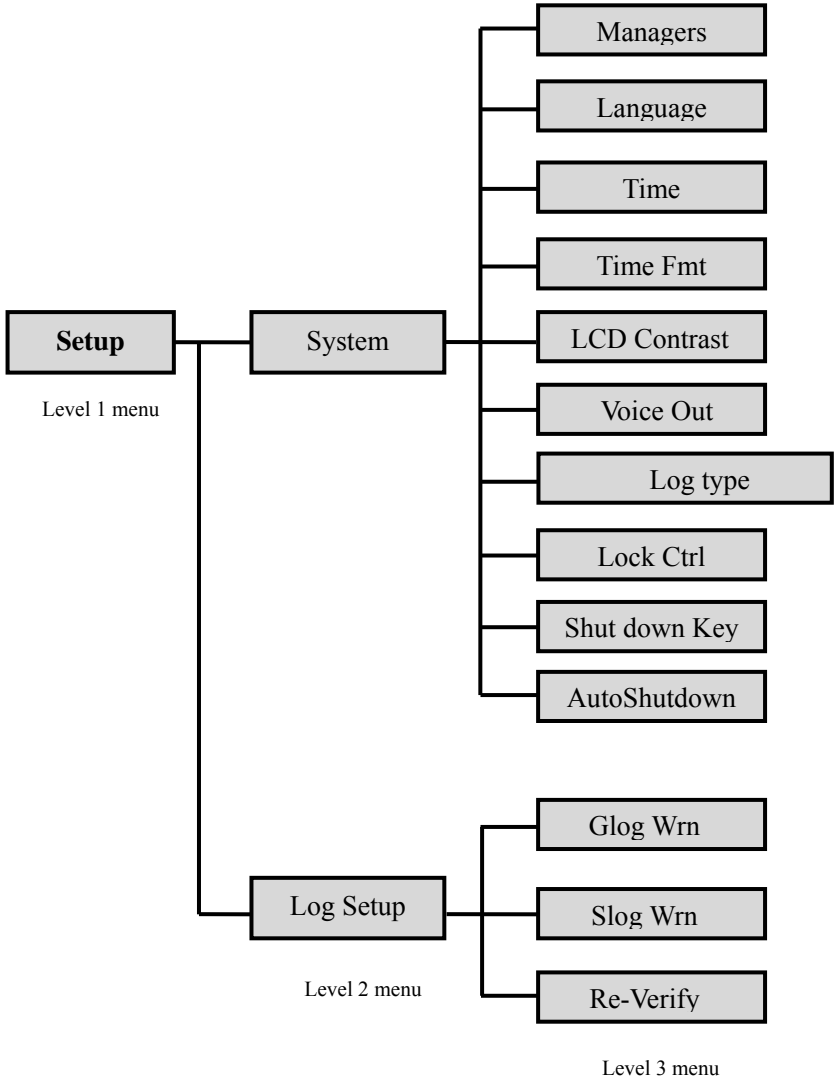 Managers
Language
Time
Time Fmt
Setup
System
LCD Contrast
Level 1 menu
Voice Out
Log type
Lock Ctrl
Shut down Key
AutoShutdown
Glog Wrn
Log Setup
Slog Wrn
Level 2 menu
Re-Verify
Level 3 menu